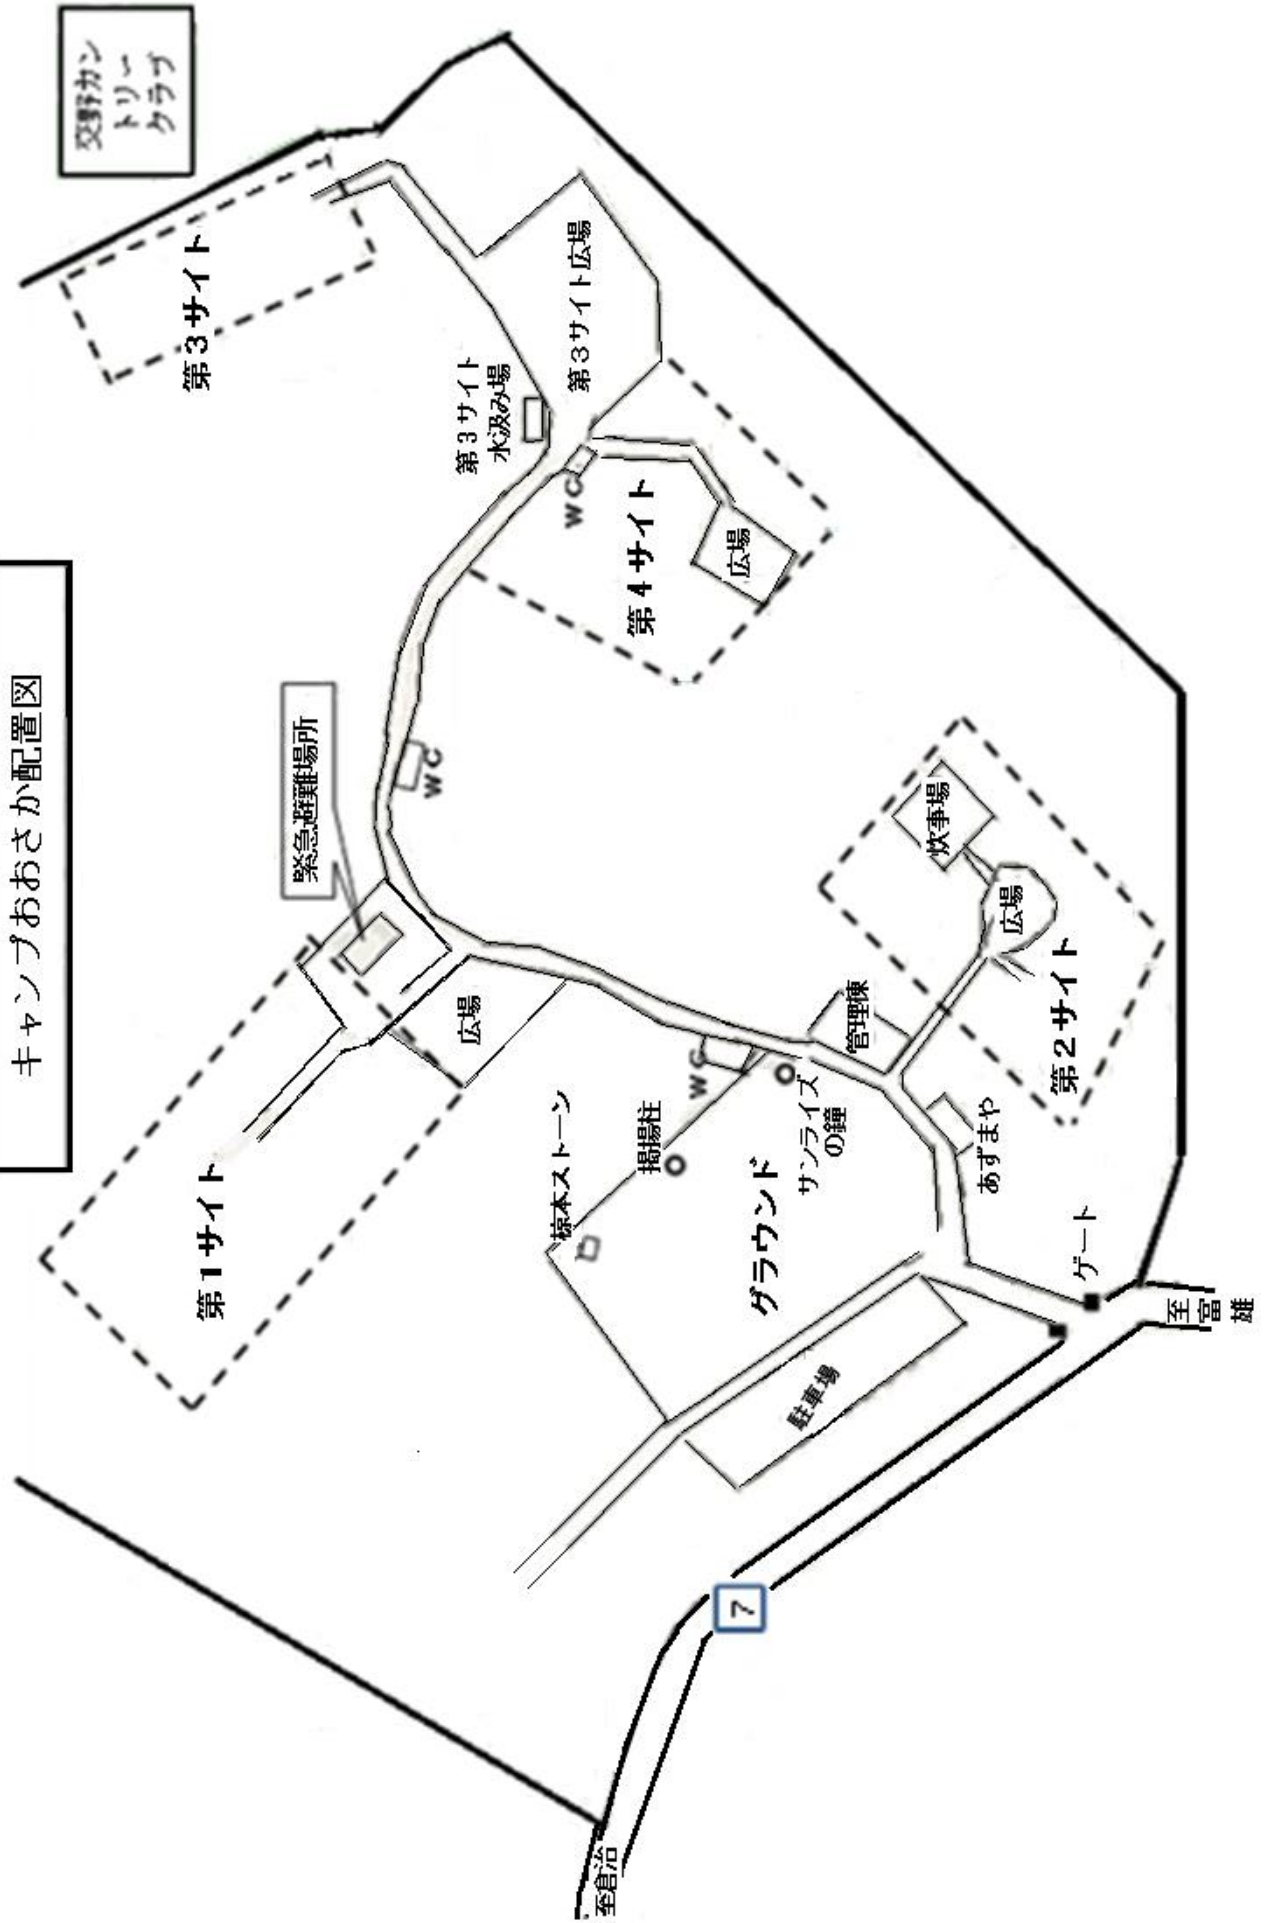 キャンプおおさか配置図
交野カン
トリー
クラブ
第３サイト
第３サイト
水汲み場
第３サイト広場
ＷＣ
第４サイト
広場
緊急避難場所
ＷＣ
第１サイト
広場
椋本ストーン
掲揚柱
ＷＣ
グラウンド
サンライズ
の鐘
管理棟
炊事場
広場
第２サイト
あずまや
ゲート
駐車場
7
至倉治
至
富
雄